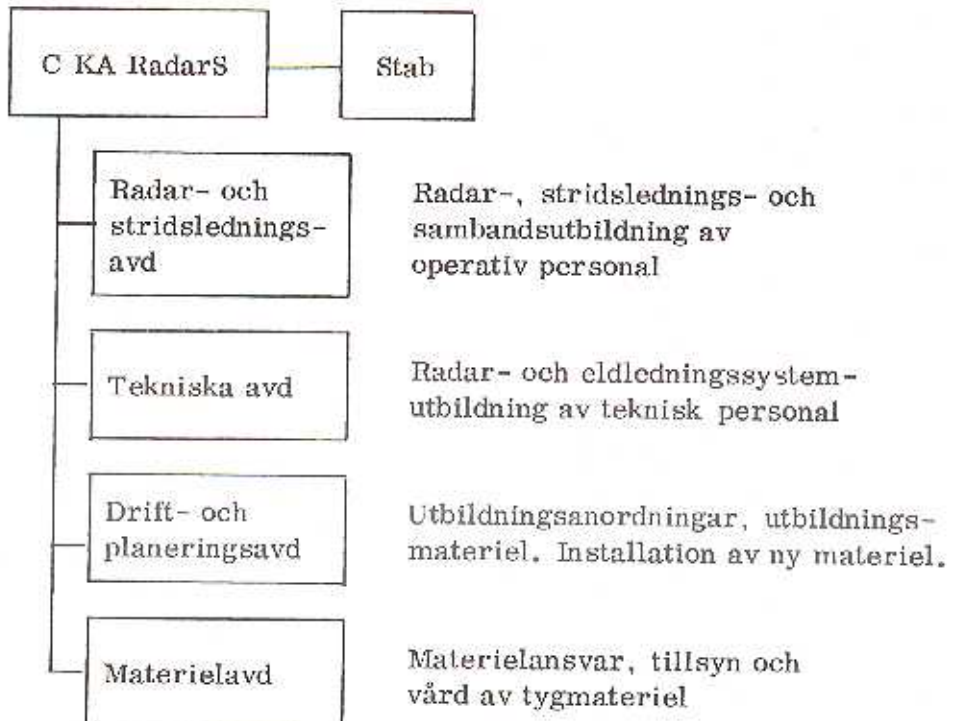 C KA RadarS
Stab
Radar- och
stridslednings-
avd
Radar-, stridslednings- och
sambandsutbildning av
operativ personal
Tekniska avd
Radar- och eldledningssystem-
utbildning av teknisk personal
Drift- och
planeringsavd
Utbildningsanordningar, utbildnings-
materiel. Installation av ny materiel.
Materielavd
Materielansvar, tillsyn och
vård av tygmateriel